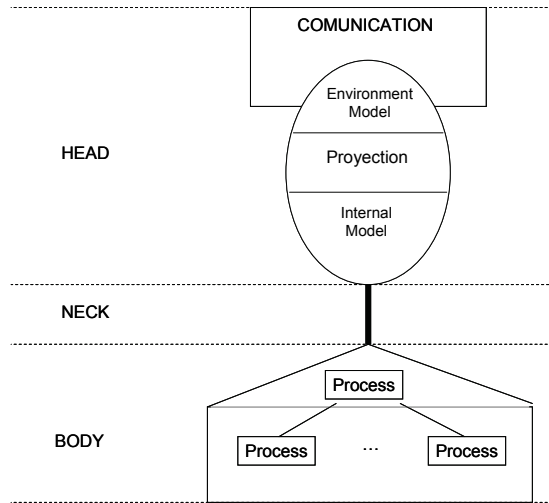 COMUNICATION
Environment
Model
HEAD
Proyection
Internal
Model
NECK
Process
BODY
Process
...
Process